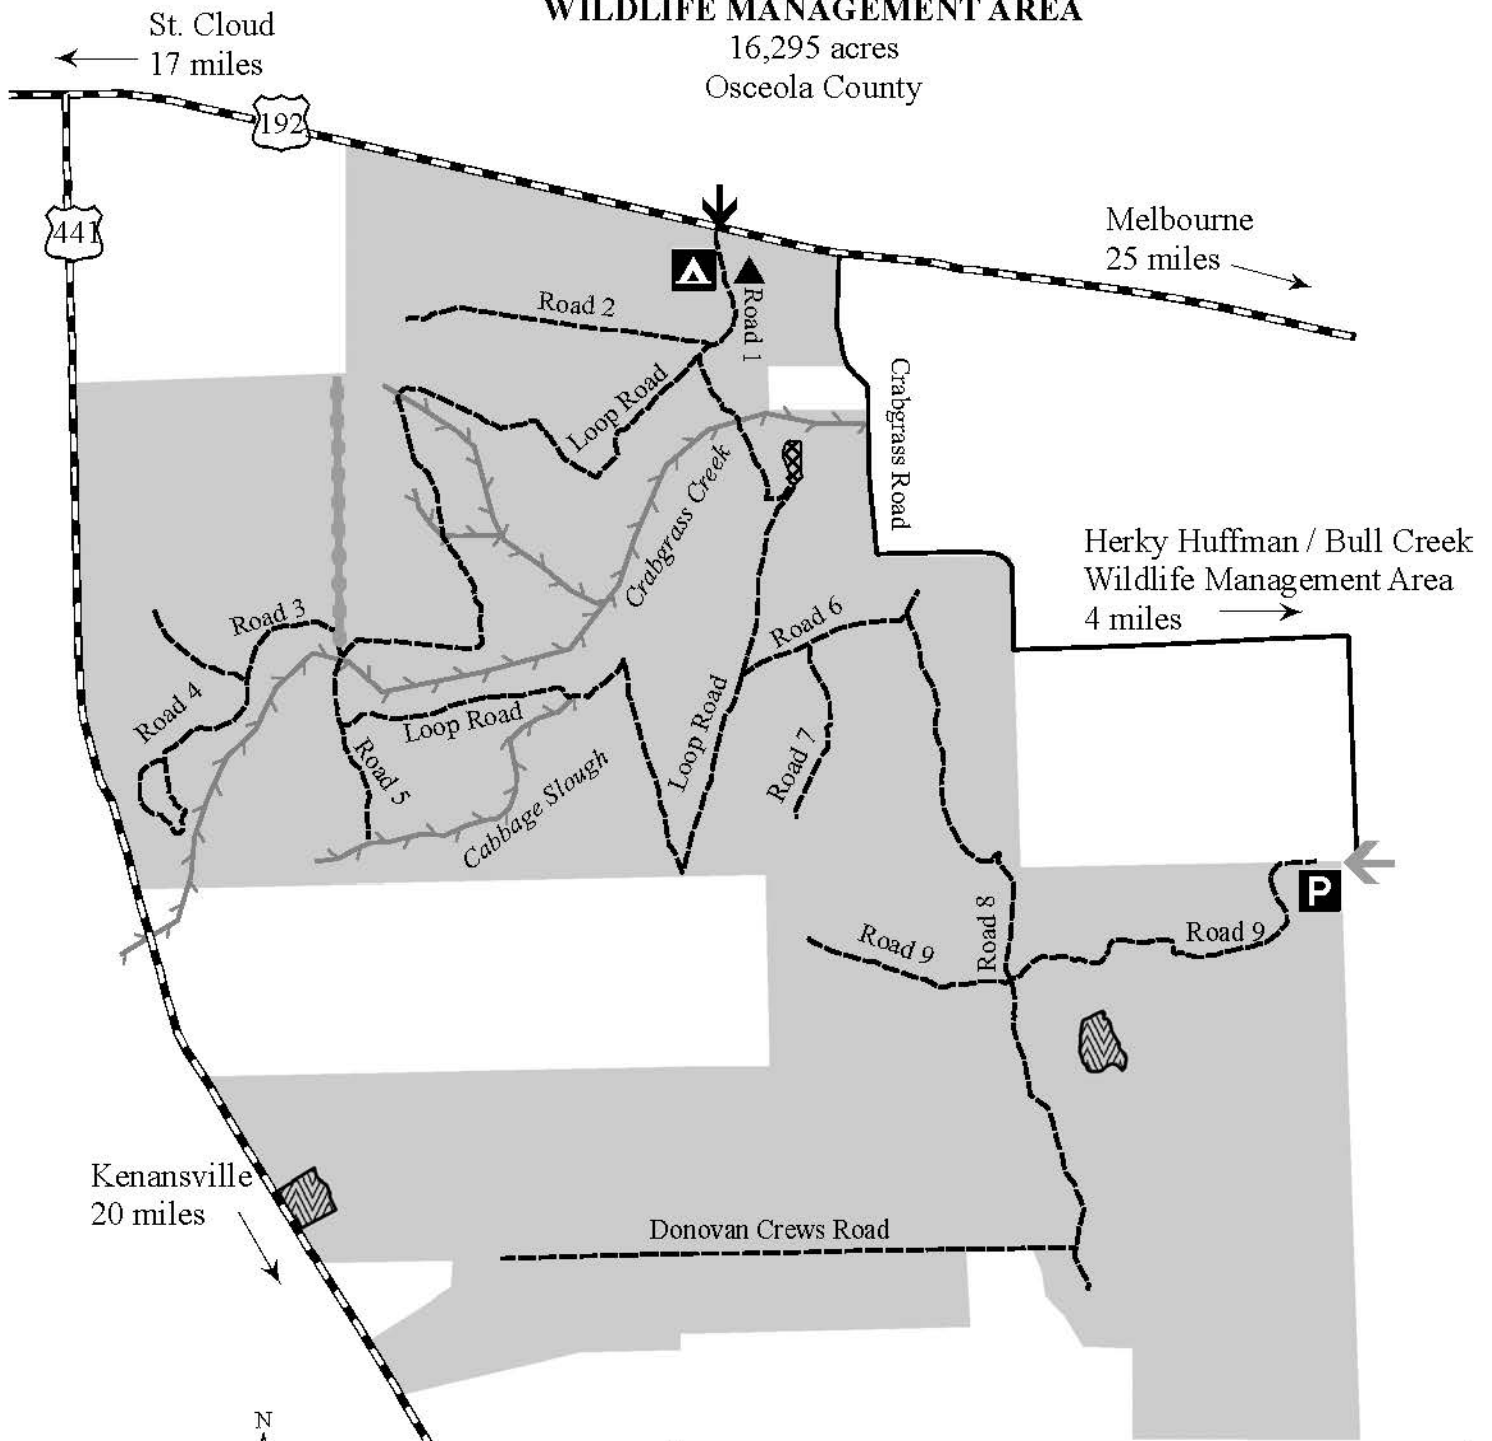 WILDLIFE MANAGEMENT AREA
16,295 acres
Osceola County
St. Cloud
17 miles
192
441
Melbourne
25 miles
Road 2
Road 1
Loop Road
Crabgrass Road
Crabgrass Creek
Herky Huffman / Bull Creek
Wildlife Management Area
4 miles
Road 3
Road 6
Road 4
Loop Road
Road 5
Loop Road
Road 7
Cabbage Slough
P
Road 8
Road 9
Road 9
Kenansville
20 miles
Donovan Crews Road
N